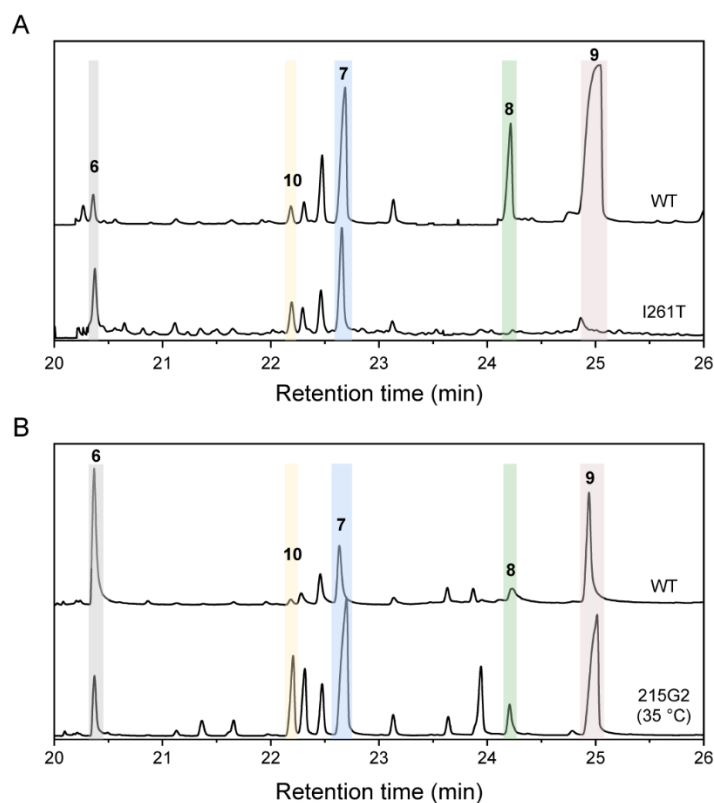 A
6
10
7
8
9
WT
I261T
20 21 22 23 24 25 26
Retention time (min)
B
6
10
7
8
9
WT
215G2
(35 °C)
20 21 22 23 24 25 26
Retention time (min)